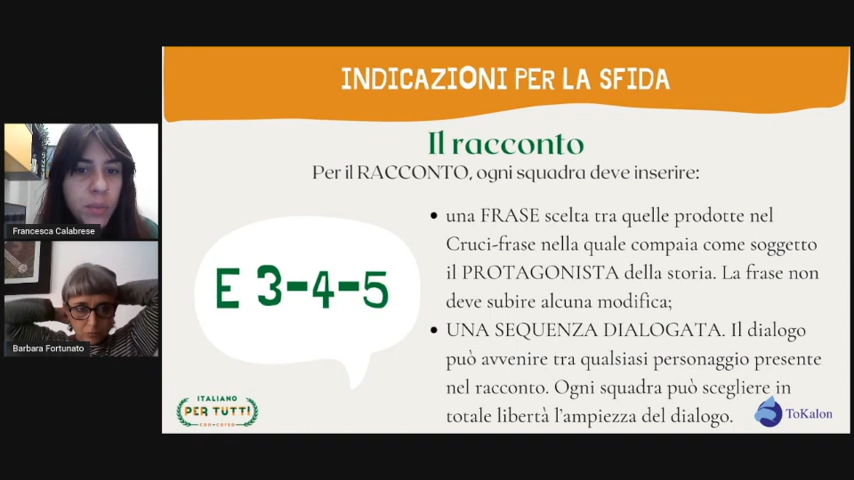 INDICAZIONI PER LA SFIDA
Il racconto
Per il RACCONTO, ogni squadra deve inserire:
E 3-4-5
• una FRASE scelta tra quelle prodotte nel
Cruci-frase nella quale compaia come soggetto
il PROTAGONISTA della storia. La frase non
deve subire alcuna modifica;
• UNA SEQUENZA DIALOGATA. Il dialogo
può avvenire tra qualsiasi personaggio presente
nel racconto. Ogni squadra può scegliere in
totale libertà l'ampiezza del dialogo.
Francesca Calabrese
Barbara Fortunato
ITALIANO
PER TUTTI
CON-CORSO
ToKalon